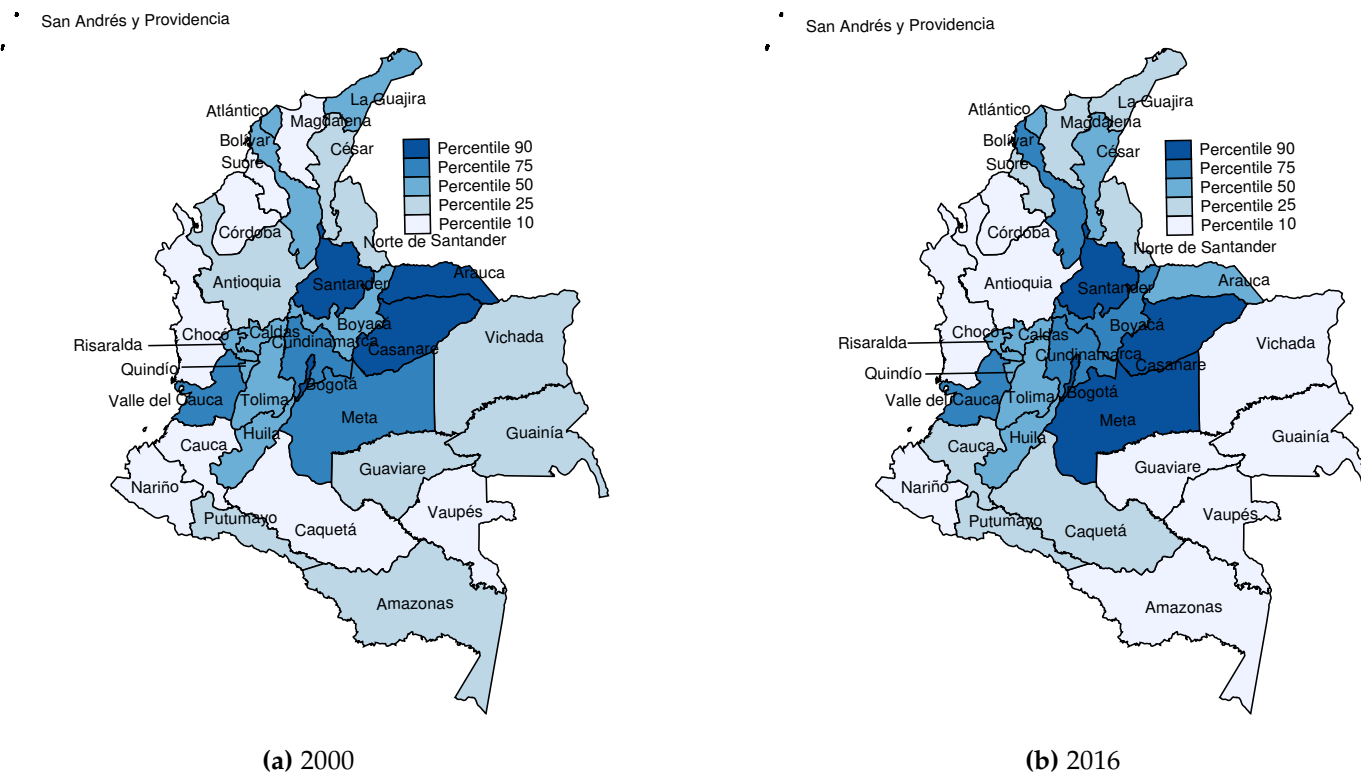 San Andrés y Providencia
La Guajira
Atlántico
Magdalena
Bolívar
César
Sucre
Percentile 90
Percentile 75
Percentile 50
Percentile 25
Percentile 10
Córdoba
Norte de Santander
Antioquia
Santander
Arauca
Chocó
Caldas
Boyacá
Vichada
Risaralda
Cundinamarca
Casanare
Quindío
Bogotá
Valle del Cauca
Tolima
Meta
Huila
Guainía
Cauca
Guaviare
Nariño
Putumayo
Vaupés
Caquetá
Amazonas
(a) 2000
San Andrés y Providencia
La Guajira
Atlántico
Magdalena
Bolívar
César
Sucre
Percentile 90
Percentile 75
Percentile 50
Percentile 25
Percentile 10
Córdoba
Norte de Santander
Antioquia
Santander
Arauca
Chocó
Caldas
Boyacá
Vichada
Risaralda
Cundinamarca
Casanare
Quindío
Bogotá
Valle del Cauca
Tolima
Meta
Huila
Guainía
Cauca
Guaviare
Nariño
Putumayo
Vaupés
Caquetá
Amazonas
(b) 2016